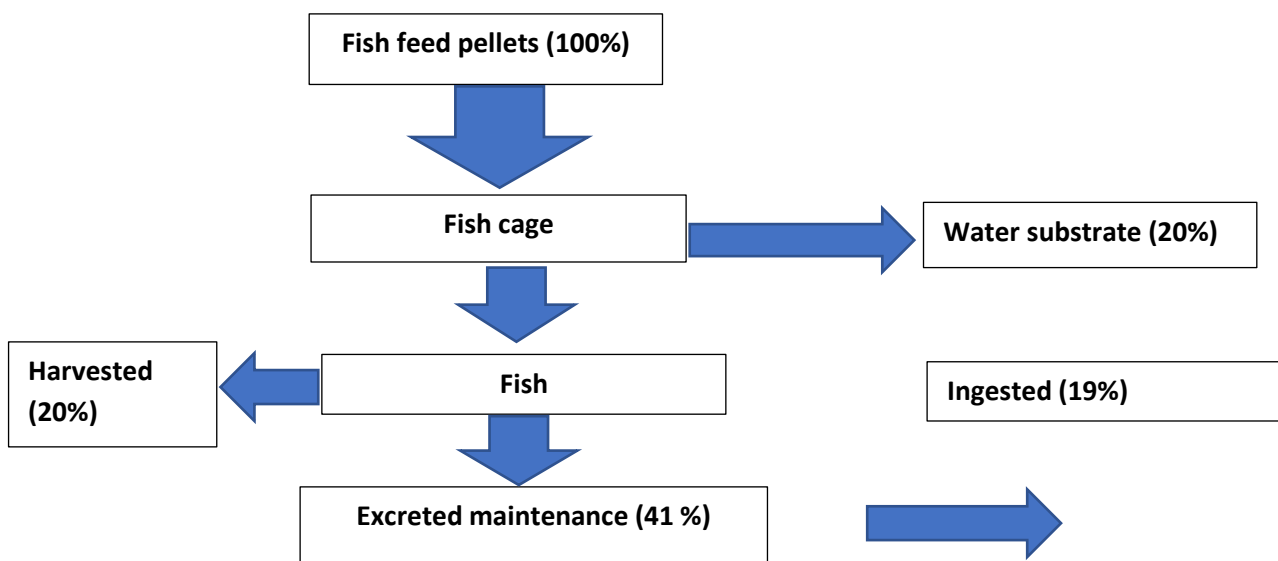 Fish feed pellets (100%)
Fish cage
Water substrate (20%)
Harvested
(20%)
Fish
Ingested (19%)
Excreted maintenance (41 %)